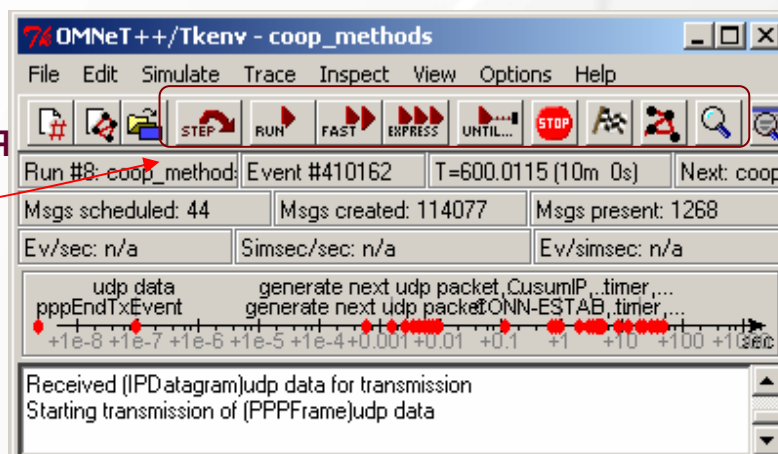 OMNeT++/Tkenv - coop_methods
File Edit Simulate Trace Inspect View Options Help
STEP RUN FAST EXPRESS UNTIL... STOP
Я
Run #8: coop_method Event #410162 T=600.0115 (10m 0s) Next: coop
Msgs scheduled: 44 Msgs created: 114077 Msgs present: 1268
Ev/sec: n/a Simsec/sec: n/a Ev/simsec: n/a
udp data generate next udp packet, CusumIP,..timer,...
pppEndTxEvent generate next udp packet CONN-ESTAB,.timer,...
+1e-8 +1e-7 +1e-6 +1e-5 +1e-4 +0.001 +0.01 +0.1 +1 +10 +100 sec
Received (IPDatagram)udp data for transmission
Starting transmission of (PPPFrame)udp data